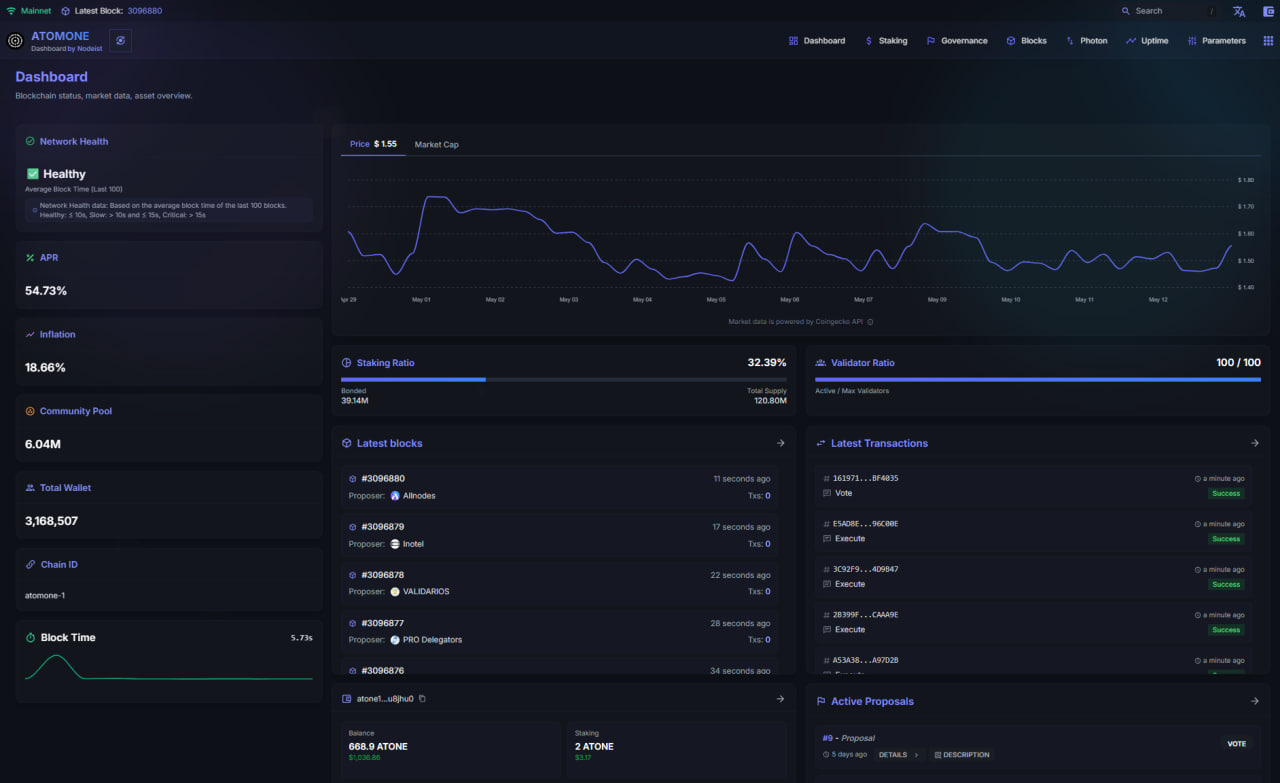 Mainnet Latest Block: 3096880 Search /
ATOMONE
Dashboard by Nodeist
Dashboard Staking Governance Blocks Photon Uptime Parameters
Dashboard
Blockchain status, market data, asset overview.
Network Health
Healthy
Average Block Time (Last 100)
Network Health data: Based on the average block time of the last 100 blocks.
Healthy: ≤ 10s, Slow: > 10s and ≤ 15s, Critical: > 15s
APR
54.73%
Inflation
18.66%
Community Pool
6.04M
Total Wallet
3,168,507
Chain ID
atomone-1
Block Time 5.73s
Price $ 1.55 Market Cap
$ 1.80
$ 1.70
$ 1.60
$ 1.50
$ 1.40
Apr 29 May 01 May 02 May 03 May 04 May 05 May 06 May 07 May 09 May 10 May 11 May 12
Market data is powered by Coingecko API
Staking Ratio 32.39%
Bonded Total Supply
39.14M 120.80M
Validator Ratio 100 / 100
Active / Max Validators
Latest blocks
#3096880 11 seconds ago
Proposer: Allnodes Txs: 0
#3096879 17 seconds ago
Proposer: Inotel Txs: 0
#3096878 22 seconds ago
Proposer: VALIDARIOS Txs: 0
#3096877 28 seconds ago
Proposer: PRO Delegators Txs: 0
#3096876 34 seconds ago
Latest Transactions
# 161971...BF4035 a minute ago
Vote Success
# E5AD8E...96C00E a minute ago
Execute Success
# 3C92F9...4D9847 a minute ago
Execute Success
# 28399F...CAAA9E a minute ago
Execute Success
# A53A38...A97D2B a minute ago
atone1...u8jhu0
Balance
668.9 ATONE
$1,036.86
Staking
2 ATONE
$3.17
Active Proposals
#9 - Proposal
5 days ago DETAILS > DESCRIPTION
VOTE